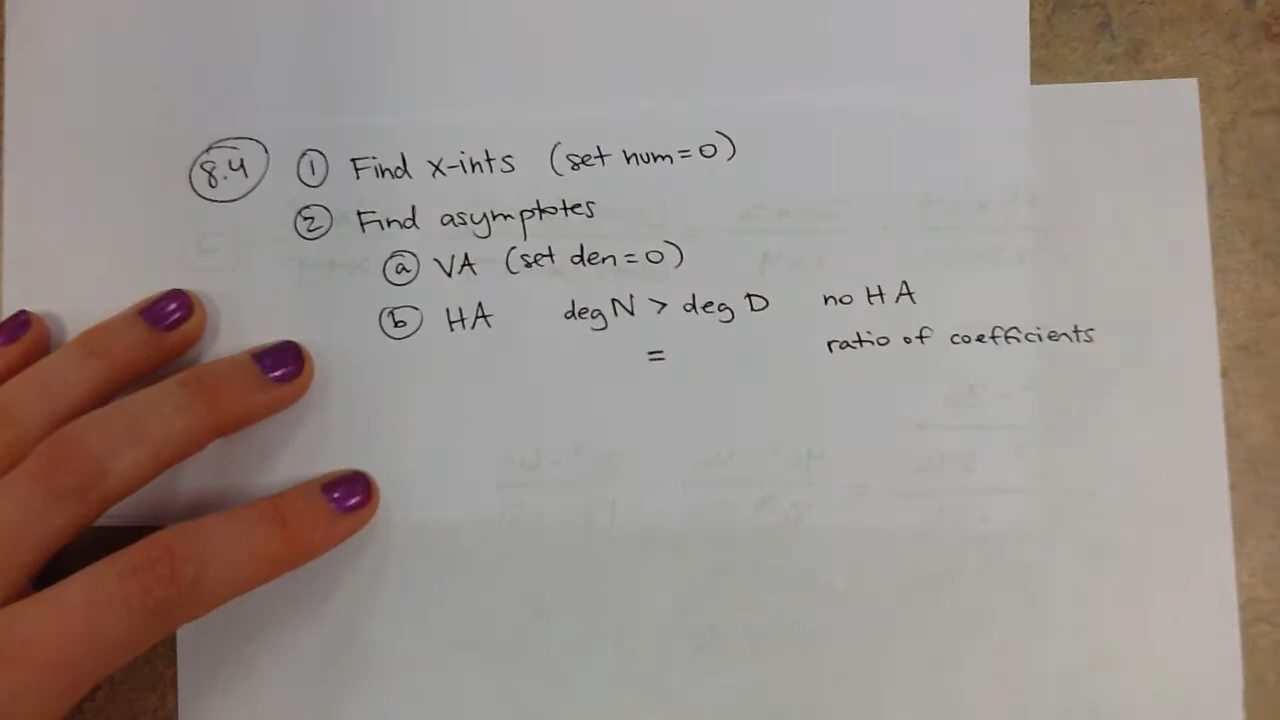 8.4 ① Find x-ints (set num=0)
② Find asymptotes
ⓐ VA (set den=0)
ⓑ HA deg N > deg D no HA
= ratio of coefficients